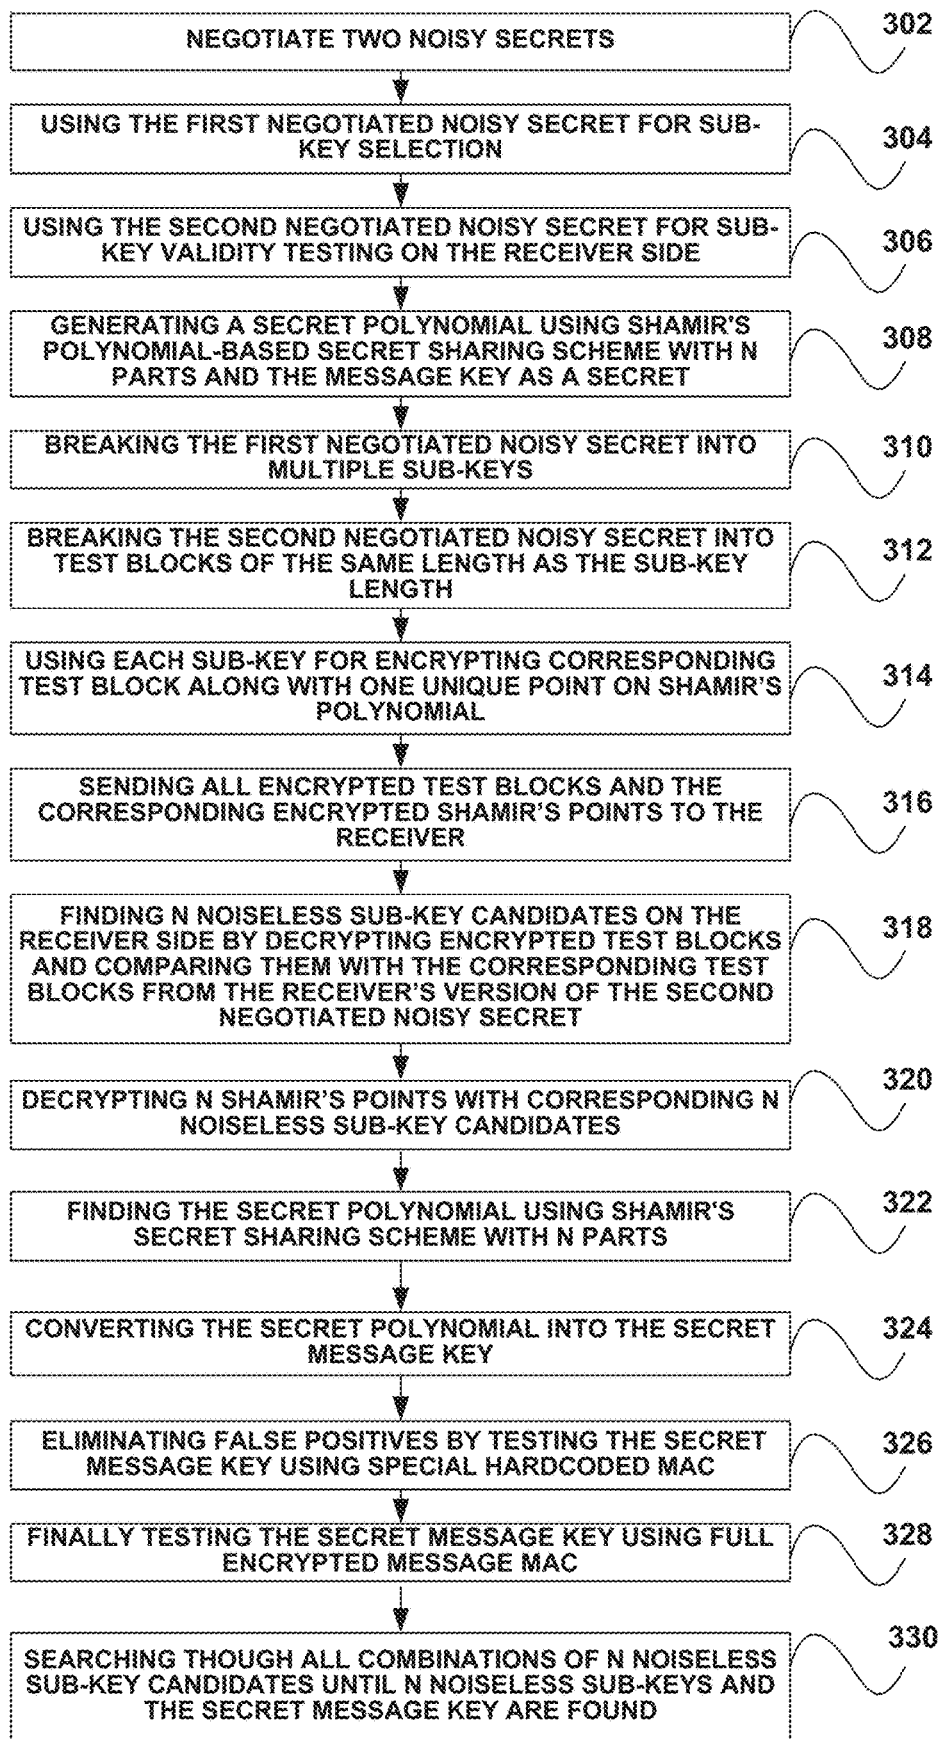 NEGOTIATE TWO NOISY SECRETS
302
USING THE FIRST NEGOTIATED NOISY SECRET FOR SUB-
KEY SELECTION
304
USING THE SECOND NEGOTIATED NOISY SECRET FOR SUB-
KEY VALIDITY TESTING ON THE RECEIVER SIDE
306
GENERATING A SECRET POLYNOMIAL USING SHAMIR'S
POLYNOMIAL-BASED SECRET SHARING SCHEME WITH N
PARTS AND THE MESSAGE KEY AS A SECRET
308
BREAKING THE FIRST NEGOTIATED NOISY SECRET INTO
MULTIPLE SUB-KEYS
310
BREAKING THE SECOND NEGOTIATED NOISY SECRET INTO
TEST BLOCKS OF THE SAME LENGTH AS THE SUB-KEY
LENGTH
312
USING EACH SUB-KEY FOR ENCRYPTING CORRESPONDING
TEST BLOCK ALONG WITH ONE UNIQUE POINT ON SHAMIR'S
POLYNOMIAL
314
SENDING ALL ENCRYPTED TEST BLOCKS AND THE
CORRESPONDING ENCRYPTED SHAMIR'S POINTS TO THE
RECEIVER
316
FINDING N NOISELESS SUB-KEY CANDIDATES ON THE
RECEIVER SIDE BY DECRYPTING ENCRYPTED TEST BLOCKS
AND COMPARING THEM WITH THE CORRESPONDING TEST
BLOCKS FROM THE RECEIVER'S VERSION OF THE SECOND
NEGOTIATED NOISY SECRET
318
DECRYPTING N SHAMIR'S POINTS WITH CORRESPONDING N
NOISELESS SUB-KEY CANDIDATES
320
FINDING THE SECRET POLYNOMIAL USING SHAMIR'S
SECRET SHARING SCHEME WITH N PARTS
322
CONVERTING THE SECRET POLYNOMIAL INTO THE SECRET
MESSAGE KEY
324
ELIMINATING FALSE POSITIVES BY TESTING THE SECRET
MESSAGE KEY USING SPECIAL HARDCODED MAC
326
FINALLY TESTING THE SECRET MESSAGE KEY USING FULL
ENCRYPTED MESSAGE MAC
328
SEARCHING THOUGH ALL COMBINATIONS OF N NOISELESS
SUB-KEY CANDIDATES UNTIL N NOISELESS SUB-KEYS AND
THE SECRET MESSAGE KEY ARE FOUND
330